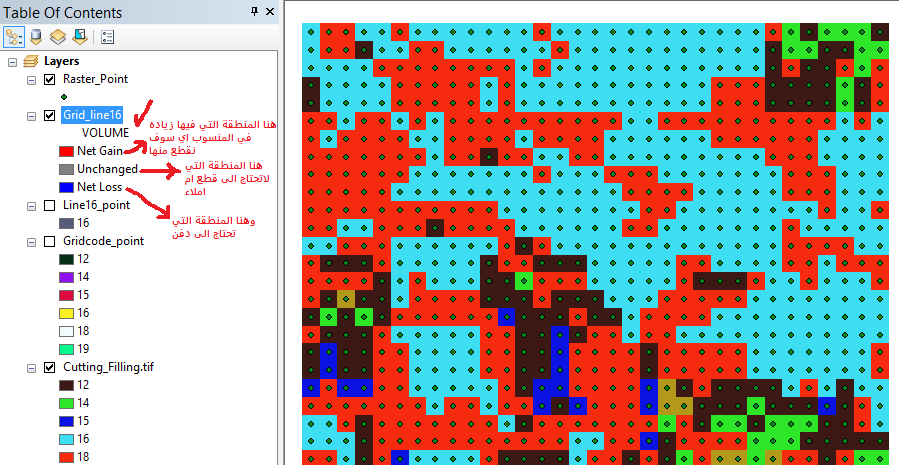 Table Of Contents
Layers
Raster_Point
Grid_line16
VOLUME
Net Gain
Unchanged
Net Loss
هنا المنطقة التي فيها زياده
في المنسوب اي سوف
نقطع منها
هنا المنطقة التي
لاتحتاج الى قطع ام
املاء
وهنا المنطقة التي
تحتاج الى دفن
Line16_point
16
Gridcode_point
12
14
15
16
18
19
Cutting_Filling.tif
12
14
15
16
18